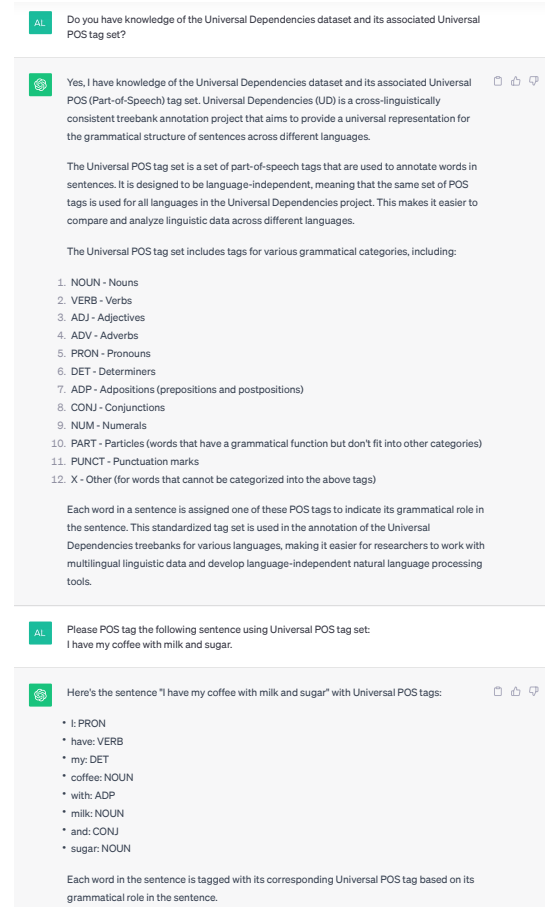 AL
Do you have knowledge of the Universal Dependencies dataset and its associated Universal
POS tag set?
Yes, I have knowledge of the Universal Dependencies dataset and its associated Universal
POS (Part-of-Speech) tag set. Universal Dependencies (UD) is a cross-linguistically
consistent treebank annotation project that aims to provide a universal representation for
the grammatical structure of sentences across different languages.
The Universal POS tag set is a set of part-of-speech tags that are used to annotate words in
sentences. It is designed to be language-independent, meaning that the same set of POS
tags is used for all languages in the Universal Dependencies project. This makes it easier to
compare and analyze linguistic data across different languages.
The Universal POS tag set includes tags for various grammatical categories, including:
1. NOUN - Nouns
2. VERB - Verbs
3. ADJ - Adjectives
4. ADV - Adverbs
5. PRON - Pronouns
6. DET - Determiners
7. ADP - Adpositions (prepositions and postpositions)
8. CONJ - Conjunctions
9. NUM - Numerals
10. PART - Particles (words that have a grammatical function but don't fit into other categories)
11. PUNCT - Punctuation marks
12. X - Other (for words that cannot be categorized into the above tags)
Each word in a sentence is assigned one of these POS tags to indicate its grammatical role in
the sentence. This standardized tag set is used in the annotation of the Universal
Dependencies treebanks for various languages, making it easier for researchers to work with
multilingual linguistic data and develop language-independent natural language processing
tools.
AL
Please POS tag the following sentence using Universal POS tag set:
I have my coffee with milk and sugar.
Here's the sentence "I have my coffee with milk and sugar" with Universal POS tags:
• I: PRON
• have: VERB
• my: DET
• coffee: NOUN
• with: ADP
• milk: NOUN
• and: CONJ
• sugar: NOUN
Each word in the sentence is tagged with its corresponding Universal POS tag based on its
grammatical role in the sentence.